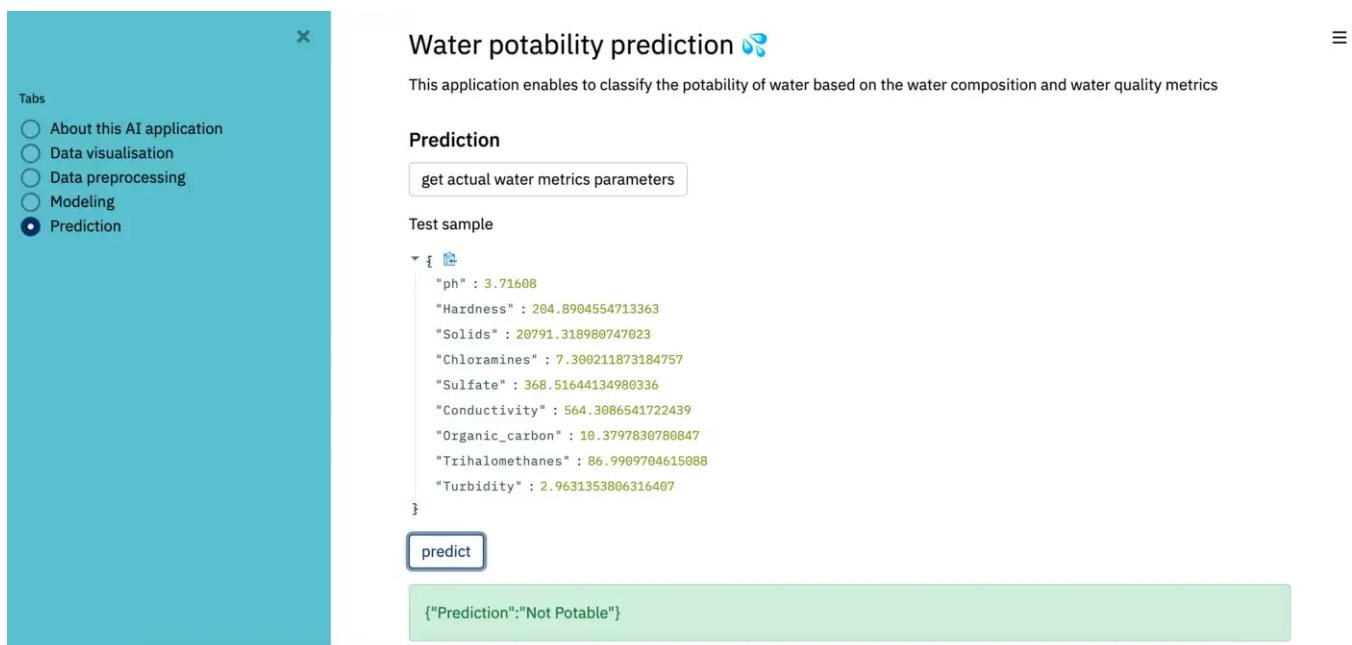 Tabs
About this AI application
Data visualisation
Data preprocessing
Modeling
Prediction
Water potability prediction 💦
This application enables to classify the potability of water based on the water composition and water quality metrics
Prediction
get actual water metrics parameters
Test sample
{
"ph" : 3.71608
"Hardness" : 204.8904554713363
"Solids" : 20791.318980747023
"Chloramines" : 7.300211873184757
"Sulfate" : 368.51644134980336
"Conductivity" : 564.3086541722439
"Organic_carbon" : 10.3797830780847
"Trihalomethanes" : 86.9909704615088
"Turbidity" : 2.9631353806316407
}
predict
{"Prediction":"Not Potable"}